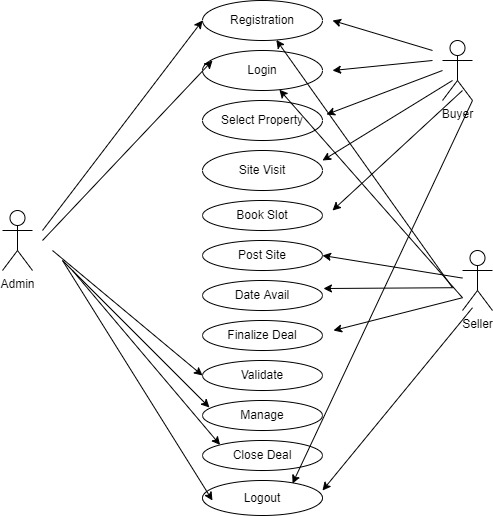 Registration
Login
Select Property
Buyer
Site Visit
Book Slot
Admin
Post Site
Date Avail
Seller
Finalize Deal
Validate
Manage
Close Deal
Logout